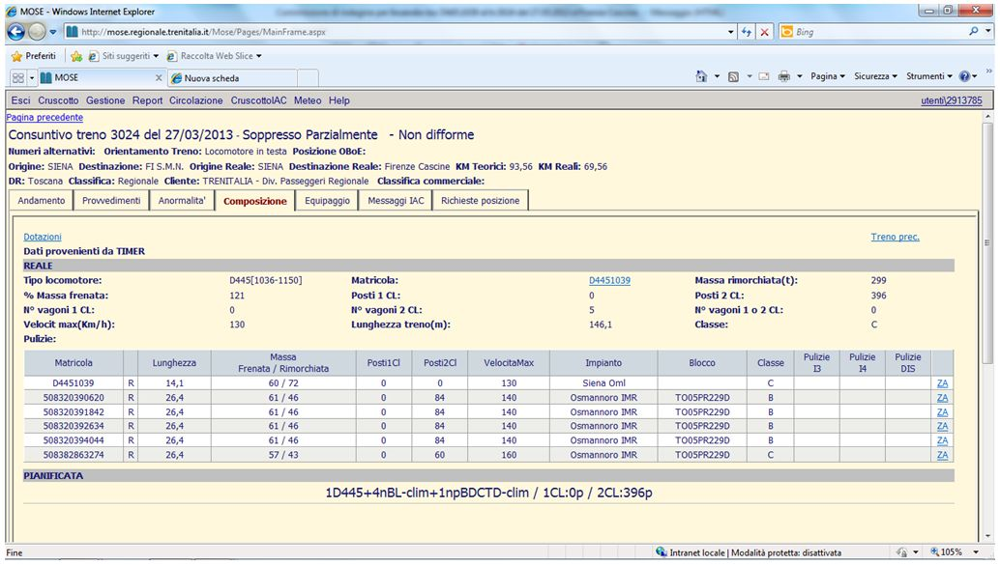 MOSE - Windows Internet Explorer
http://mose.regionale.trenitalia.it/Mose/Pages/MainFrame.aspx
Bing
Preferiti Siti suggeriti Raccolta Web Slice
MOSE Nuova scheda Pagina Sicurezza Strumenti
Esci Cruscotto Gestione Report Circolazione CruscottoIAC Meteo Help utenti\2913785
Pagina precedente
Consuntivo treno 3024 del 27/03/2013 - Soppresso Parzialmente - Non difforme
Numeri alternativi: Orientamento Treno: Locomotore in testa Posizione OBoE:
Origine: SIENA Destinazione: FI S.M.N. Origine Reale: SIENA Destinazione Reale: Firenze Cascine KM Teorici: 93,56 KM Reali: 69,56
DR: Toscana Classifica: Regionale Cliente: TRENITALIA - Div. Passeggeri Regionale Classifica commerciale:
Andamento Provvedimenti Anormalita' Composizione Equipaggio Messaggi IAC Richieste posizione
Dotazioni Treno prec.
Dati provenienti da TIMER
REALE
Tipo locomotore: D445[1036-1150] Matricola: D4451039 Massa rimorchiata(t): 299
% Massa frenata: 121 Posti 1 CL: 0 Posti 2 CL: 396
N° vagoni 1 CL: 0 N° vagoni 2 CL: 5 N° vagoni 1 o 2 CL: 0
Velocit max(Km/h): 130 Lunghezza treno(m): 146,1 Classe: C
Pulizie:
Matricola Lunghezza Massa Frenata / Rimorchiata Posti1Cl Posti2Cl VelocitaMax Impianto Blocco Classe Pulizie I3 Pulizie I4 Pulizie DIS
D4451039 R 14,1 60 / 72 0 0 130 Siena Oml C ZA
508320390620 R 26,4 61 / 46 0 84 140 Osmannoro IMR TO05PR229D B ZA
508320391842 R 26,4 61 / 46 0 84 140 Osmannoro IMR TO05PR229D B ZA
508320392634 R 26,4 61 / 46 0 84 140 Osmannoro IMR TO05PR229D B ZA
508320394044 R 26,4 61 / 46 0 84 140 Osmannoro IMR TO05PR229D B ZA
508382863274 R 26,4 57 / 43 0 60 160 Osmannoro IMR TO05PR229D C ZA
PIANIFICATA
1D445+4nBL-clim+1npBDCTD-clim / 1CL:0p / 2CL:396p
Fine Intranet locale | Modalità protetta: disattivata 105%